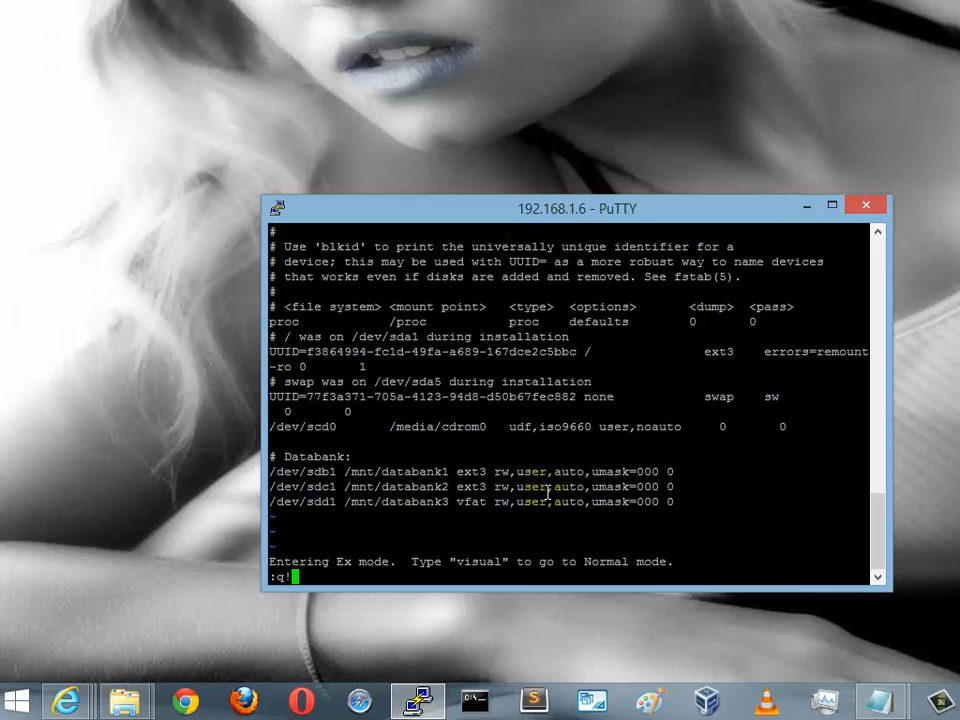 192.168.1.6 - PuTTY
#
# Use 'blkid' to print the universally unique identifier for a
# device; this may be used with UUID= as a more robust way to name devices
# that works even if disks are added and removed. See fstab(5).
#
# <file system> <mount point>   <type>  <options>       <dump>  <pass>
proc            /proc           proc    defaults        0       0
# / was on /dev/sda1 during installation
UUID=f3864994-fc1d-49fa-a689-167dce2c5bbc /               ext3    errors=remount
-ro 0       1
# swap was on /dev/sda5 during installation
UUID=77f3a371-705a-4123-94d8-d50b67fec882 none            swap    sw
  0       0
/dev/scd0       /media/cdrom0   udf,iso9660 user,noauto     0       0
# Databank:
/dev/sdb1 /mnt/databank1 ext3 rw,user,auto,umask=000 0
/dev/sdc1 /mnt/databank2 ext3 rw,user,auto,umask=000 0
/dev/sdd1 /mnt/databank3 vfat rw,user,auto,umask=000 0
~
~
~
Entering Ex mode.  Type "visual" to go to Normal mode.
:q!